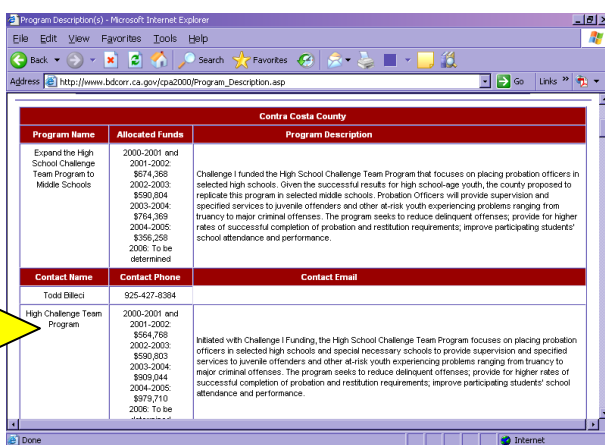 Program Description(s) - Microsoft Internet Explorer
File Edit View Favorites Tools Help
Back Search Favorites
Address http://www.bdcorr.ca.gov/cpa2000/Program_Description.asp Go Links »
Contra Costa County
Program Name Allocated Funds Program Description
Expand the High
School Challenge
Team Program to
Middle Schools
2000-2001 and
2001-2002:
$674,368
2002-2003:
$590,804
2003-2004:
$764,369
2004-2005:
$356,258
2006: To be
determined
Challenge I funded the High School Challenge Team Program that focuses on placing probation officers in
selected high schools. Given the successful results for high school-age youth, the county proposed to
replicate this program in selected middle schools. Probation Officers will provide supervision and
specified services to juvenile offenders and other at-risk youth experiencing problems ranging from
truancy to major criminal offenses. The program seeks to reduce delinquent offenses; provide for higher
rates of successful completion of probation and restitution requirements; improve participating students'
school attendance and performance.
Contact Name Contact Phone Contact Email
Todd Billeci 925-427-8384
High Challenge Team
Program
2000-2001 and
2001-2002:
$564,768
2002-2003:
$590,803
2003-2004:
$909,044
2004-2005:
$979,710
2006: To be
Initiated with Challenge I Funding, the High School Challenge Team Program focuses on placing probation
officers in selected high schools and special necessary schools to provide supervision and specified
services to juvenile offenders and other at-risk youth experiencing problems ranging from truancy to
major criminal offenses. The program seeks to reduce delinquent offenses; provide for higher rates of
successful completion of probation and restitution requirements; improve participating students' school
attendance and performance.
Done Internet